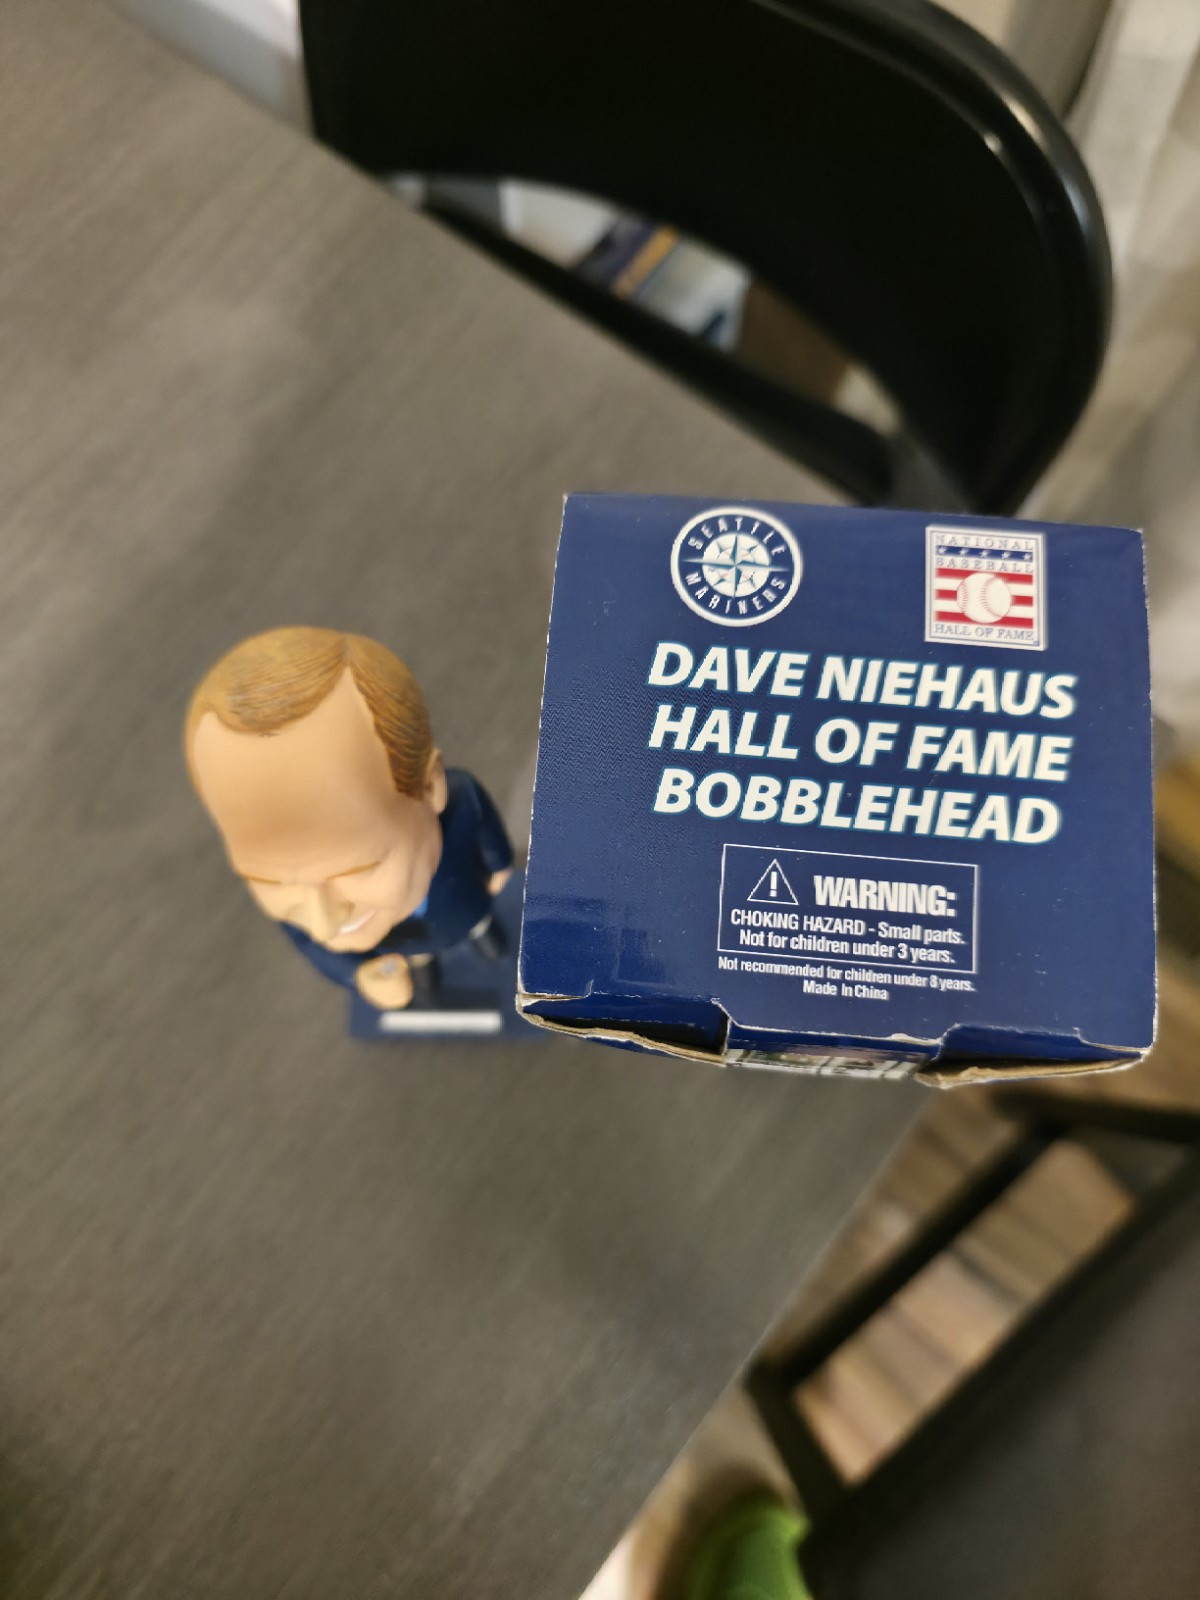 SEATTLE
MARINERS
NATIONAL
BASEBALL
HALL OF FAME
DAVE NIEHAUS
HALL OF FAME
BOBBLEHEAD
! WARNING:
CHOKING HAZARD - Small parts.
Not for children under 3 years.
Not recommended for children under 8 years.
Made In China